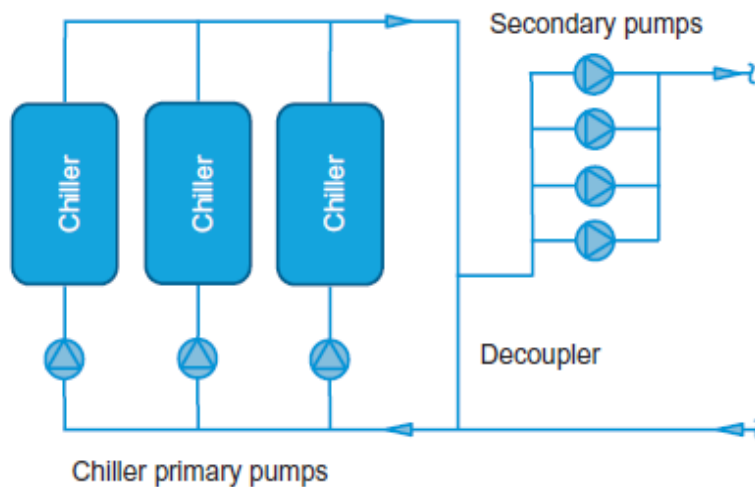 Secondary pumps
Chiller
Chiller
Chiller
Decoupler
Chiller primary pumps